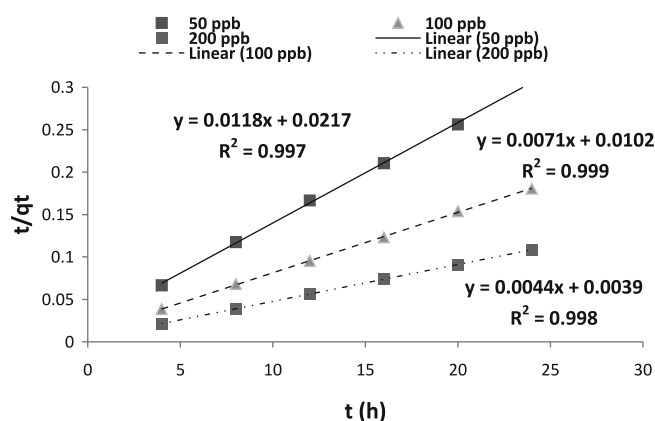 50 ppb
100 ppb
200 ppb
Linear (50 ppb)
Linear (100 ppb)
Linear (200 ppb)
0.3
0.25
0.2
0.15
0.1
0.05
0
t/qt
y = 0.0118x + 0.0217
R² = 0.997
y = 0.0071x + 0.0102
R² = 0.999
y = 0.0044x + 0.0039
R² = 0.998
0 5 10 15 20 25 30
t (h)